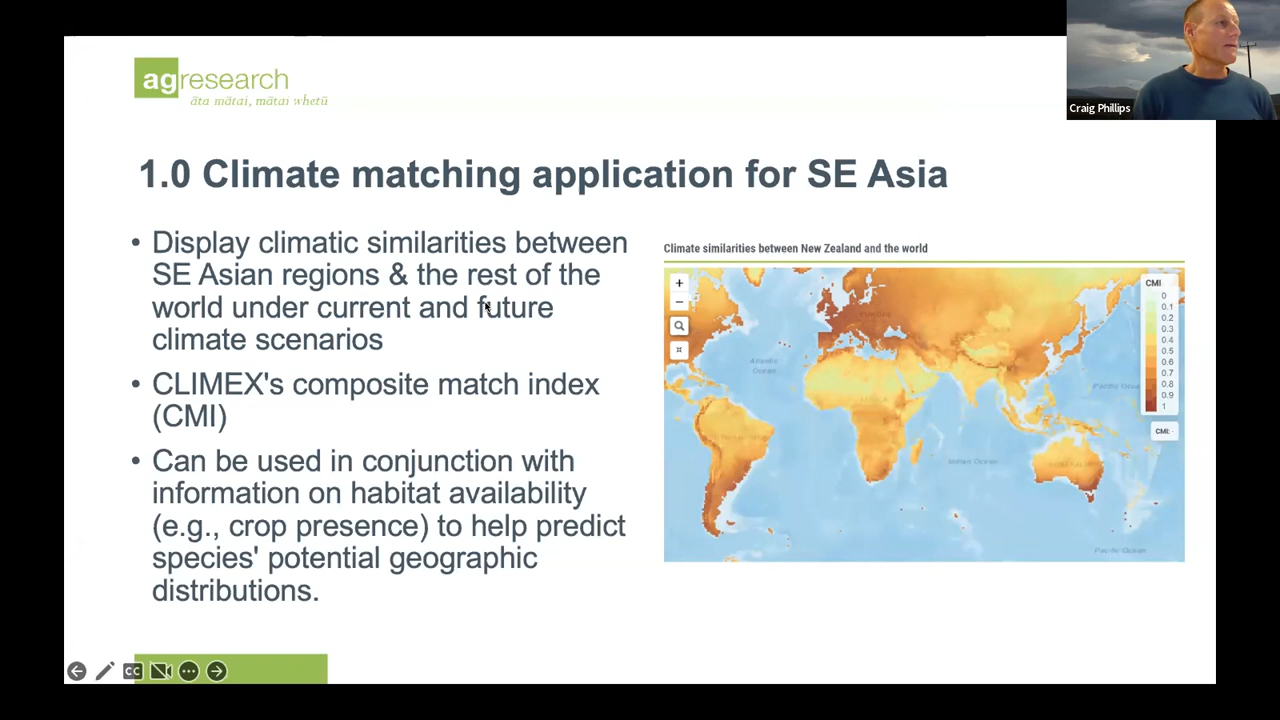 agresearch
āta mātai, mātai whetū
Craig Phillips
1.0 Climate matching application for SE Asia
• Display climatic similarities between
SE Asian regions & the rest of the
world under current and future
climate scenarios
• CLIMEX's composite match index
(CMI)
• Can be used in conjunction with
information on habitat availability
(e.g., crop presence) to help predict
species' potential geographic
distributions.
Climate similarities between New Zealand and the world
+
−
CMI
0
0.1
0.2
0.3
0.4
0.5
0.6
0.7
0.8
0.9
1
CMI: -
EUROPE
Atlantic
Ocean
Pacific Ocean
AFRICA
Indian Ocean
Pacific Ocean
CC